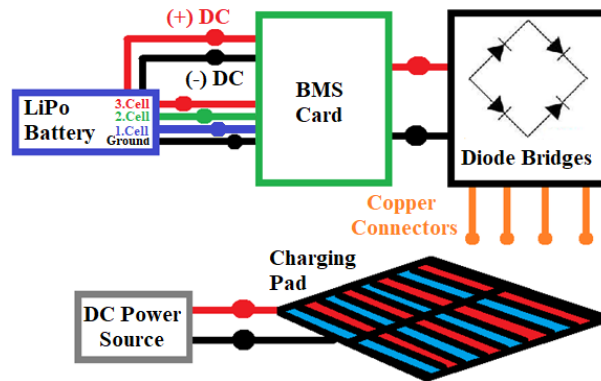 (+) DC
(-) DC
LiPo
Battery
3.Cell
2.Cell
1.Cell
Ground
BMS
Card
Diode Bridges
Copper
Connectors
Charging
Pad
DC Power
Source